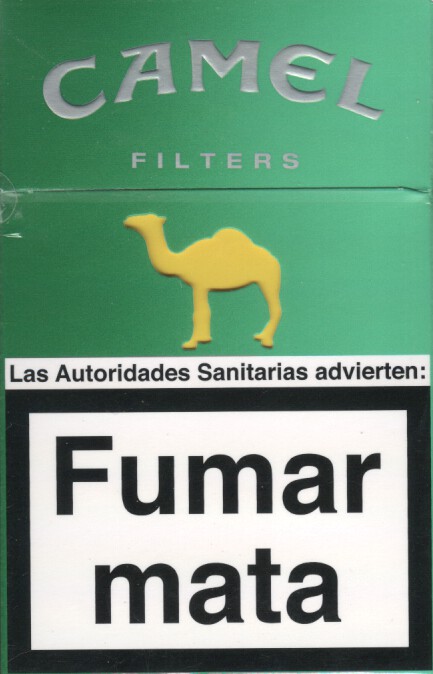 CAMEL
FILTERS
Las Autoridades Sanitarias advierten:
Fumar
mata